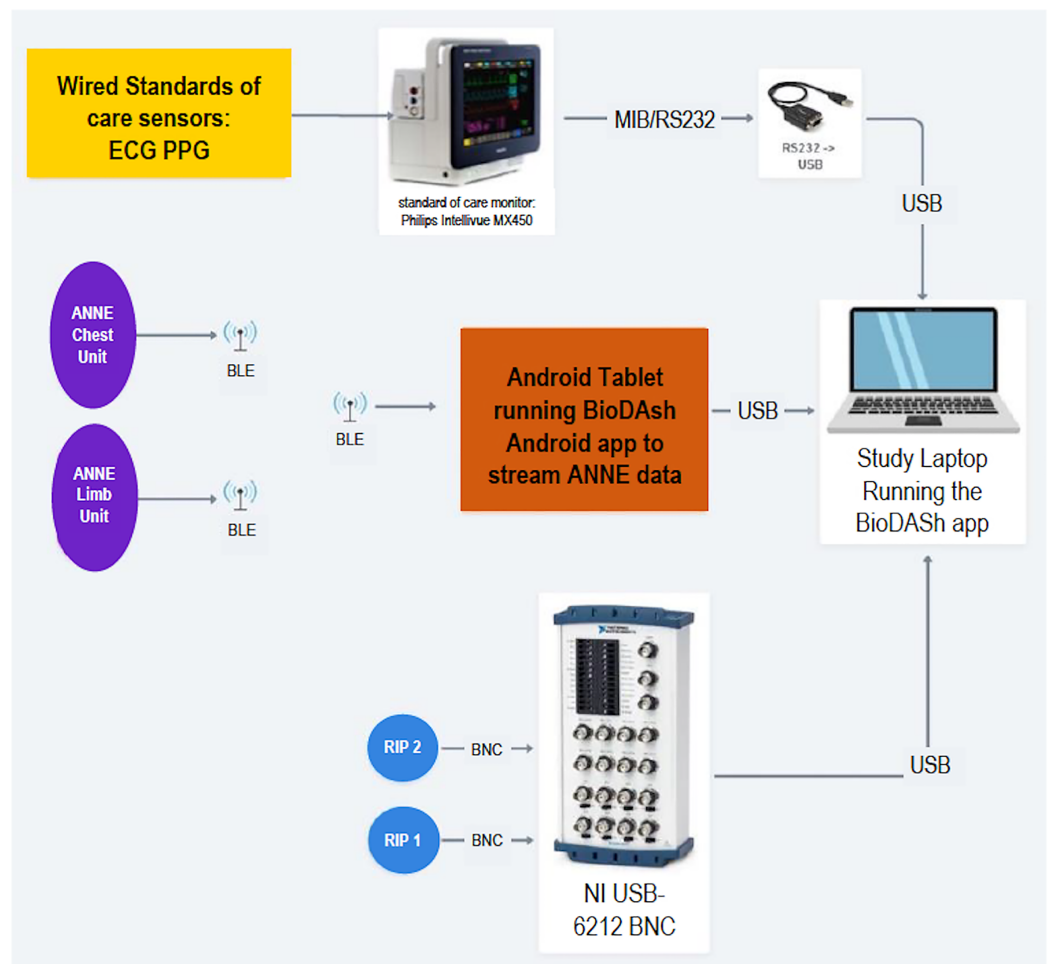 Wired Standards of
care sensors:
ECG PPG
standard of care monitor:
Philips Intellivue MX450
MIB/RS232
RS232 ->
USB
USB
ANNE
Chest
Unit
BLE
BLE
ANNE
Limb
Unit
BLE
Android Tablet
running BioDAsh
Android app to
stream ANNE data
USB
Study Laptop
Running the
BioDASh app
RIP 2
BNC
RIP 1
BNC
NATIONAL
INSTRUMENTS
NI USB-
6212 BNC
USB